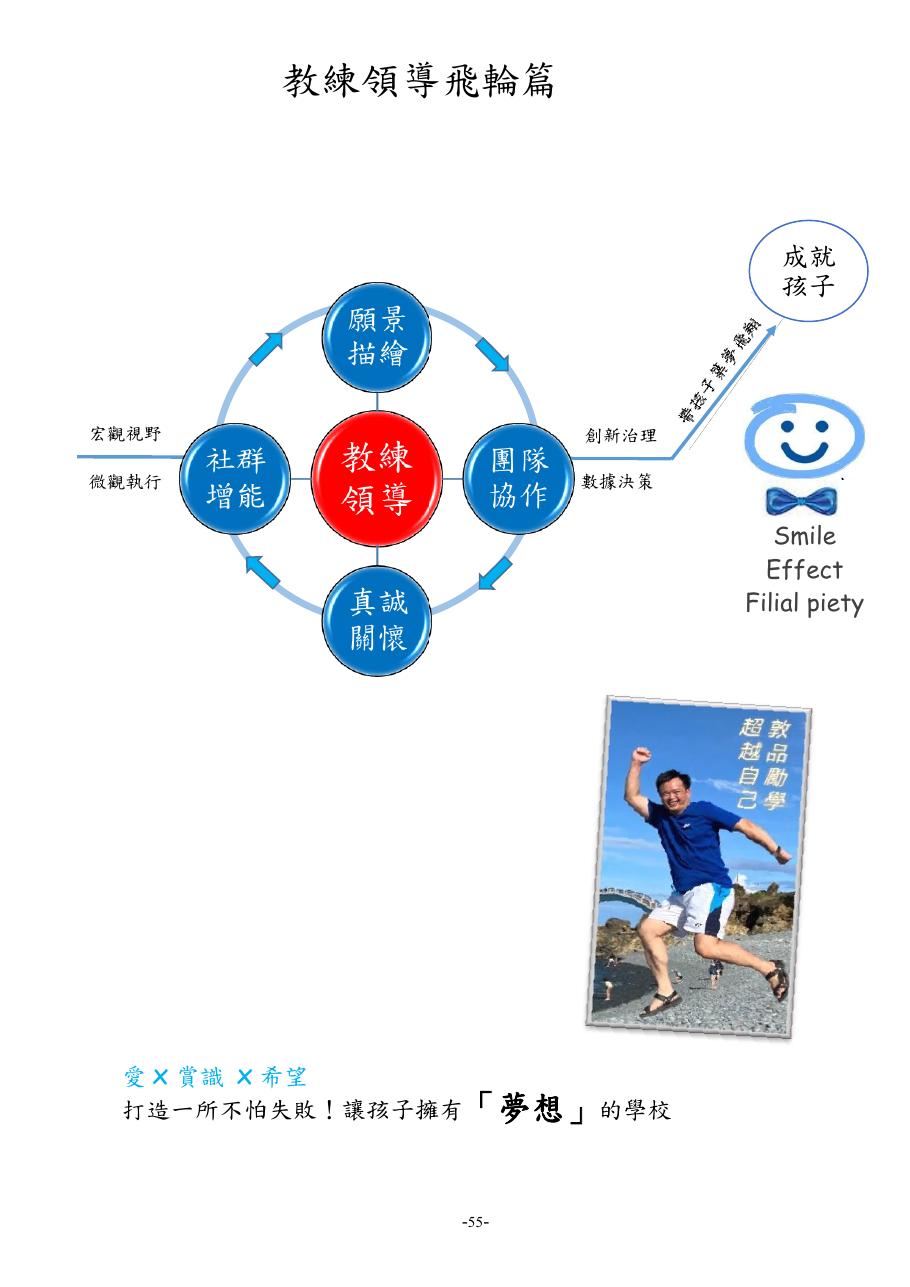 教練領導飛輪篇
成就
孩子
帶孩子築夢飛翔
願景
描繪
宏觀視野
微觀執行
社群
增能
教練
領導
團隊
協作
創新治理
數據決策
真誠
關懷
Smile
Effect
Filial piety
敦品勵學
超越自己
愛 X 賞識 X 希望
打造一所不怕失敗！讓孩子擁有「夢想」的學校
-55-